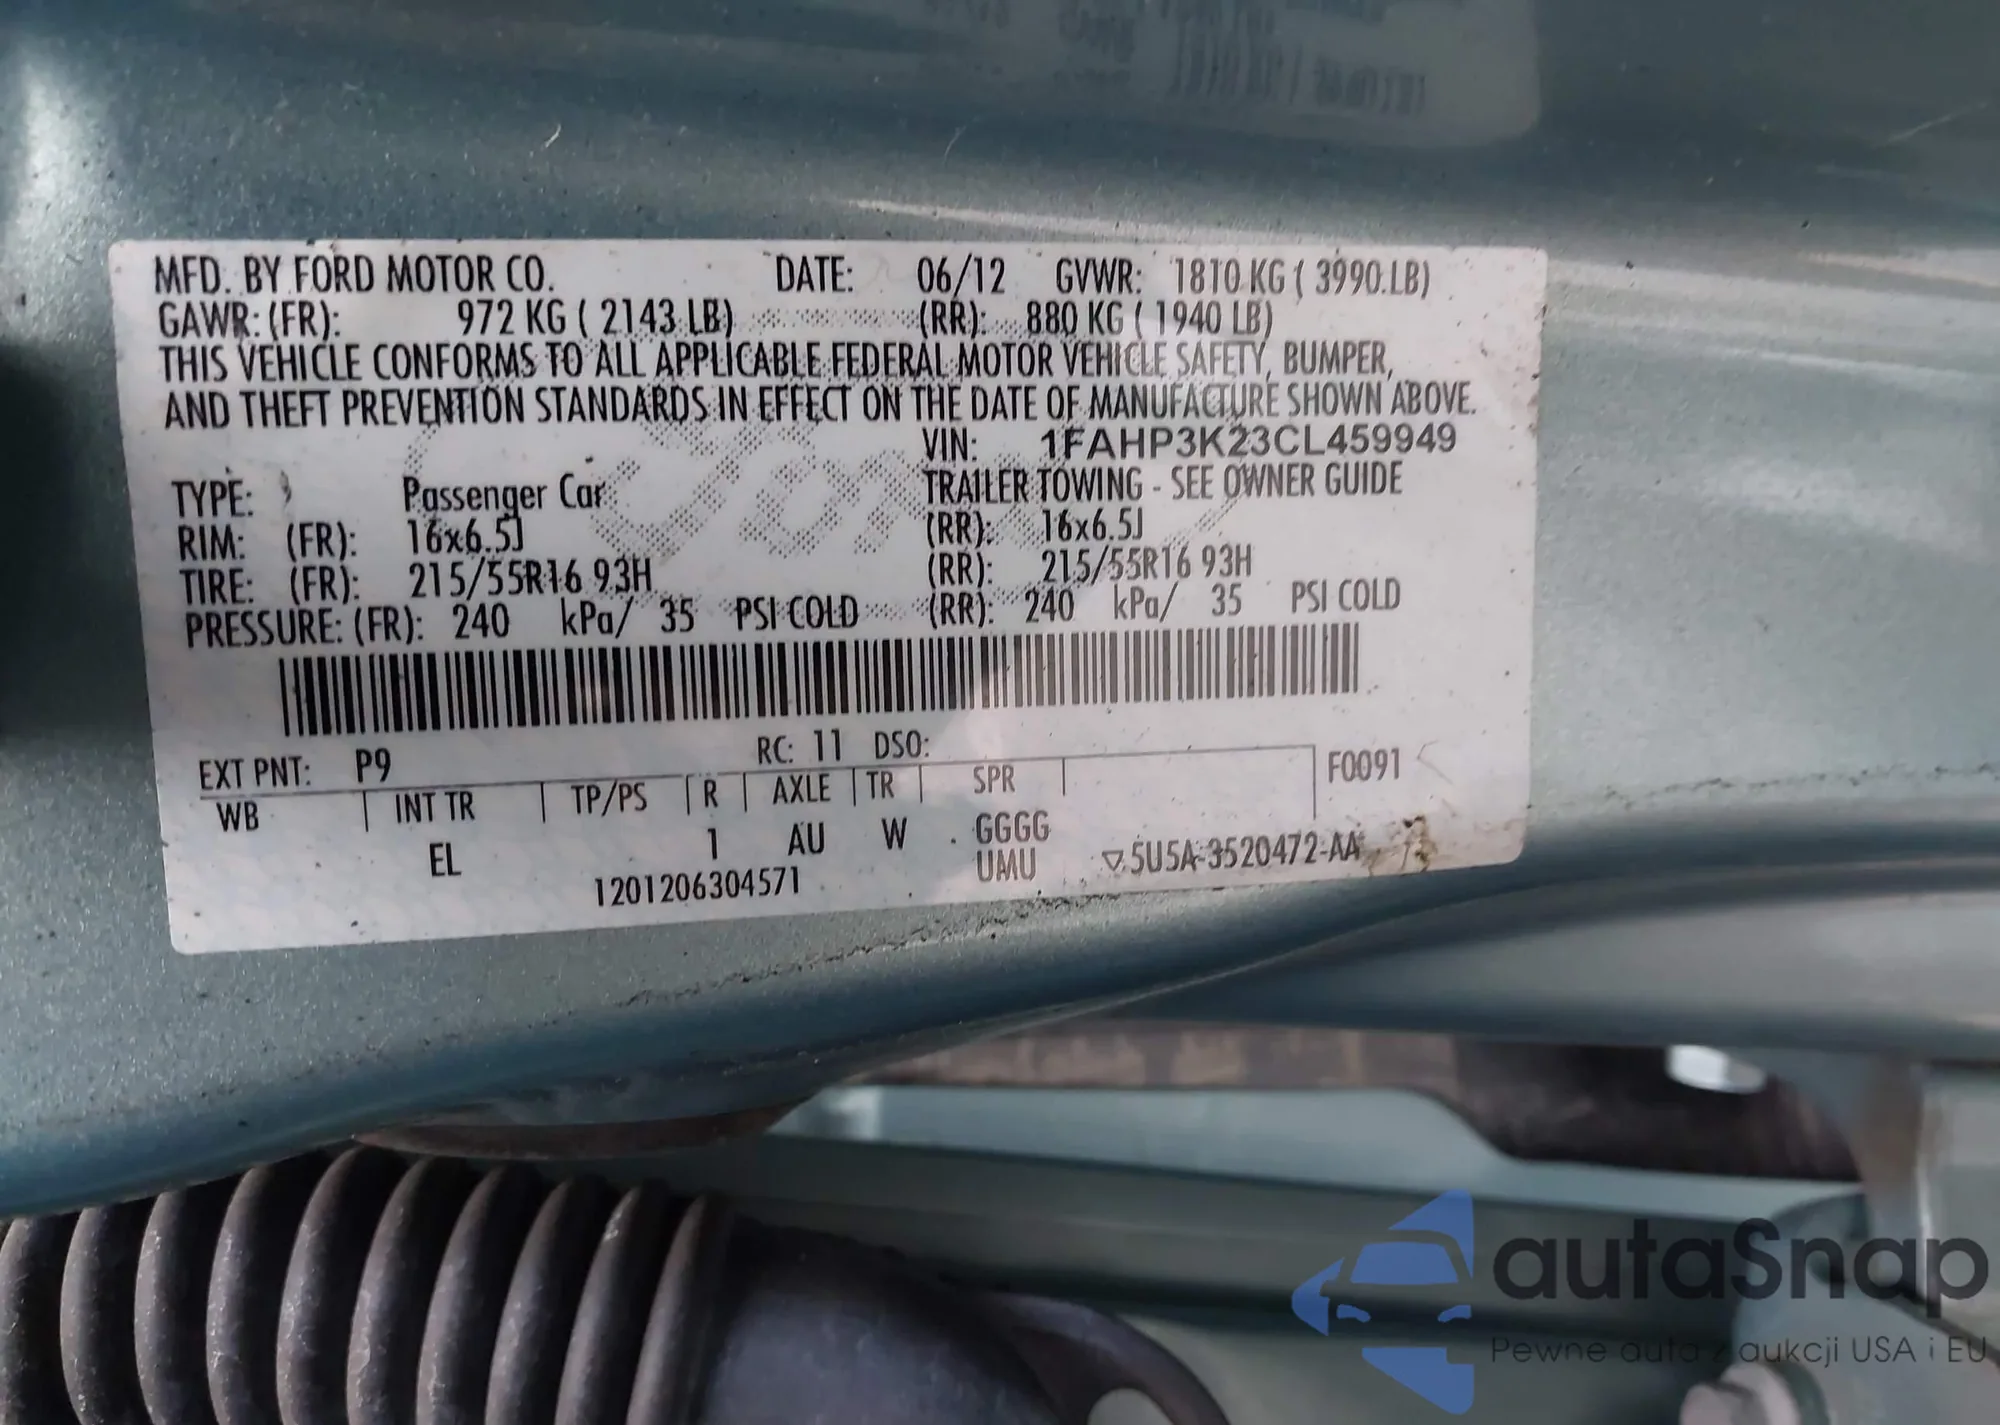 MFD. BY FORD MOTOR CO. DATE: 06/12 GVWR: 1810 KG ( 3990.LB)
GAWR: (FR): 972 KG ( 2143 LB) (RR): 880 KG ( 1940 LB)
THIS VEHICLE CONFORMS TO ALL APPLICABLE FEDERAL MOTOR VEHICLE SAFETY, BUMPER,
AND THEFT PREVENTION STANDARDS IN EFFECT ON THE DATE OF MANUFACTURE SHOWN ABOVE.
VIN: 1FAHP3K23CL459949
TYPE: Passenger Car TRAILER TOWING - SEE OWNER GUIDE
RIM: (FR): 16x6.5J (RR): 16x6.5J
TIRE: (FR): 215/55R16 93H (RR): 215/55R16 93H
PRESSURE: (FR): 240 kPa/ 35 PSI COLD (RR): 240 kPa/ 35 PSI COLD
EXT PNT: P9 RC: 11 DSO: F0091
WB INT TR TP/PS R AXLE TR SPR
EL 1 AU W . GGGG
UMU ▽.5U5A-3520472-AA
1201206304571
autaSnap
Pewne auta z aukcji USA i EU